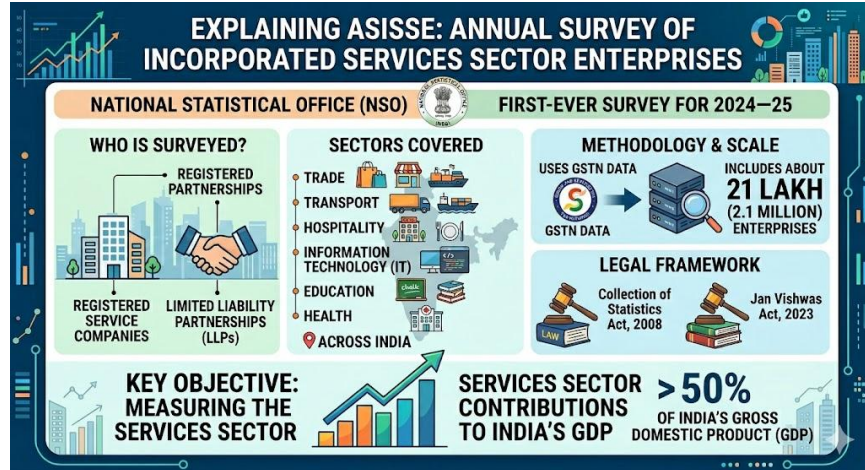 EXPLAINING ASISSE: ANNUAL SURVEY OF
INCORPORATED SERVICES SECTOR ENTERPRISES
NATIONAL STATISTICAL OFFICE (NSO)
FIRST-EVER SURVEY FOR 2024—25
WHO IS SURVEYED?
REGISTERED
PARTNERSHIPS
REGISTERED
SERVICE
COMPANIES
LIMITED LIABILITY
PARTNERSHIPS
(LLPs)
SECTORS COVERED
TRADE
TRANSPORT
HOSPITALITY
INFORMATION
TECHNOLOGY (IT)
</>
EDUCATION
chalk
HEALTH
ACROSS INDIA
METHODOLOGY & SCALE
USES GSTN DATA
GSTN DATA
INCLUDES ABOUT
21 LAKH
(2.1 MILLION)
ENTERPRISES
LEGAL FRAMEWORK
LAW
Collection of
Statistics
Act, 2008
Jan Vishwas
Act, 2023
KEY OBJECTIVE:
MEASURING THE
SERVICES SECTOR
SERVICES SECTOR
CONTRIBUTIONS
TO INDIA'S GDP
>50%
OF INDIA'S GROSS
DOMESTIC PRODUCT (GDP)